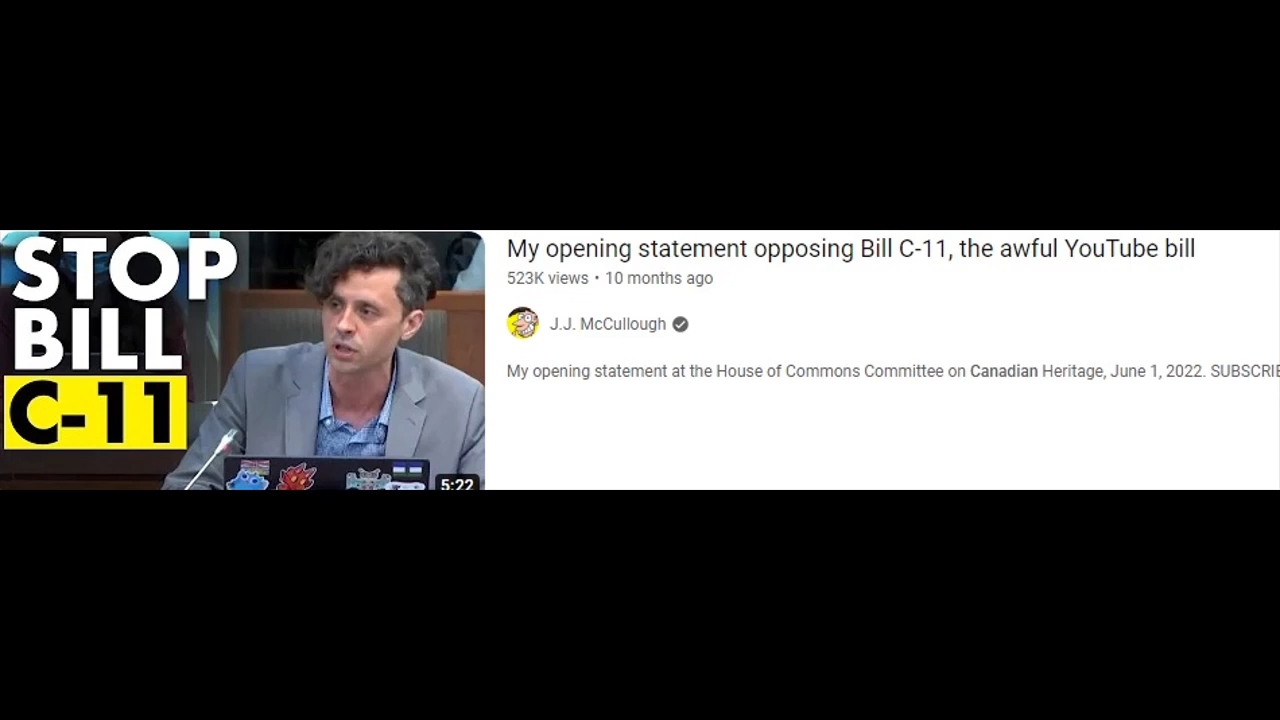 STOP
BILL
C-11
5:22
My opening statement opposing Bill C-11, the awful YouTube bill
523K views • 10 months ago
J.J. McCullough
My opening statement at the House of Commons Committee on Canadian Heritage, June 1, 2022. SUBSCRIE